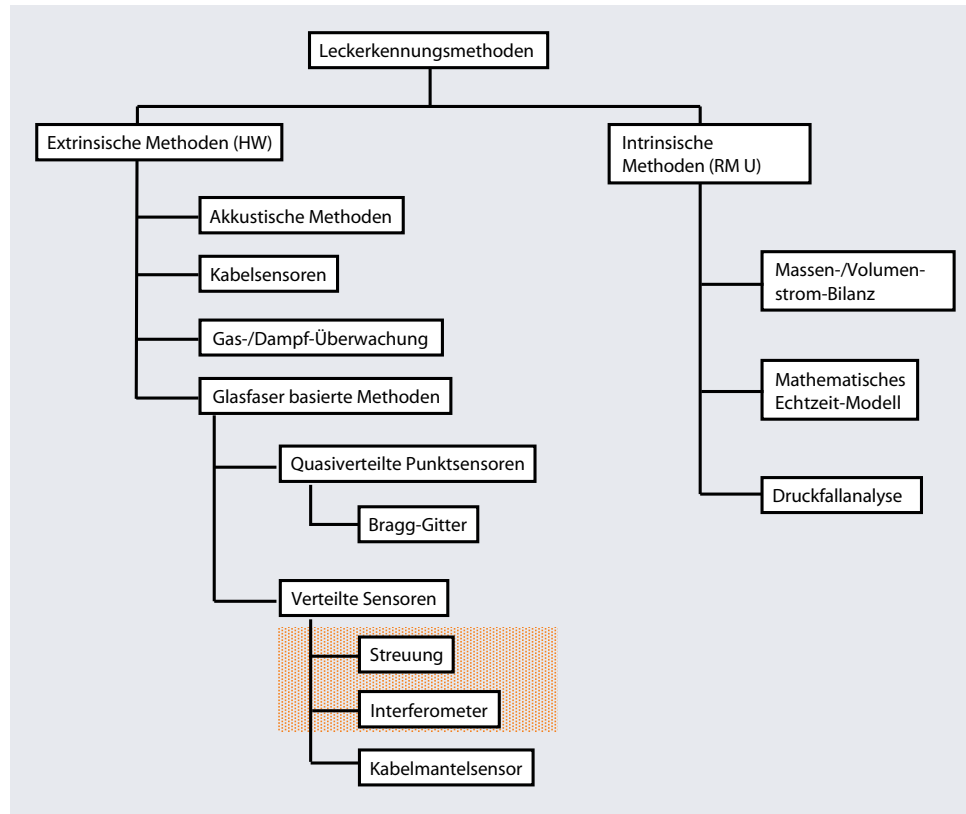 Leckerkennungsmethoden
Extrinsische Methoden (HW)
Akkustische Methoden
Kabelsensoren
Gas-/Dampf-Überwachung
Glasfaser basierte Methoden
Quasiverteilte Punktsensoren
Bragg-Gitter
Verteilte Sensoren
Streuung
Interferometer
Kabelmantelsensor
Intrinsische
Methoden (RM U)
Massen-/Volumen-
strom-Bilanz
Mathematisches
Echtzeit-Modell
Druckfallanalyse